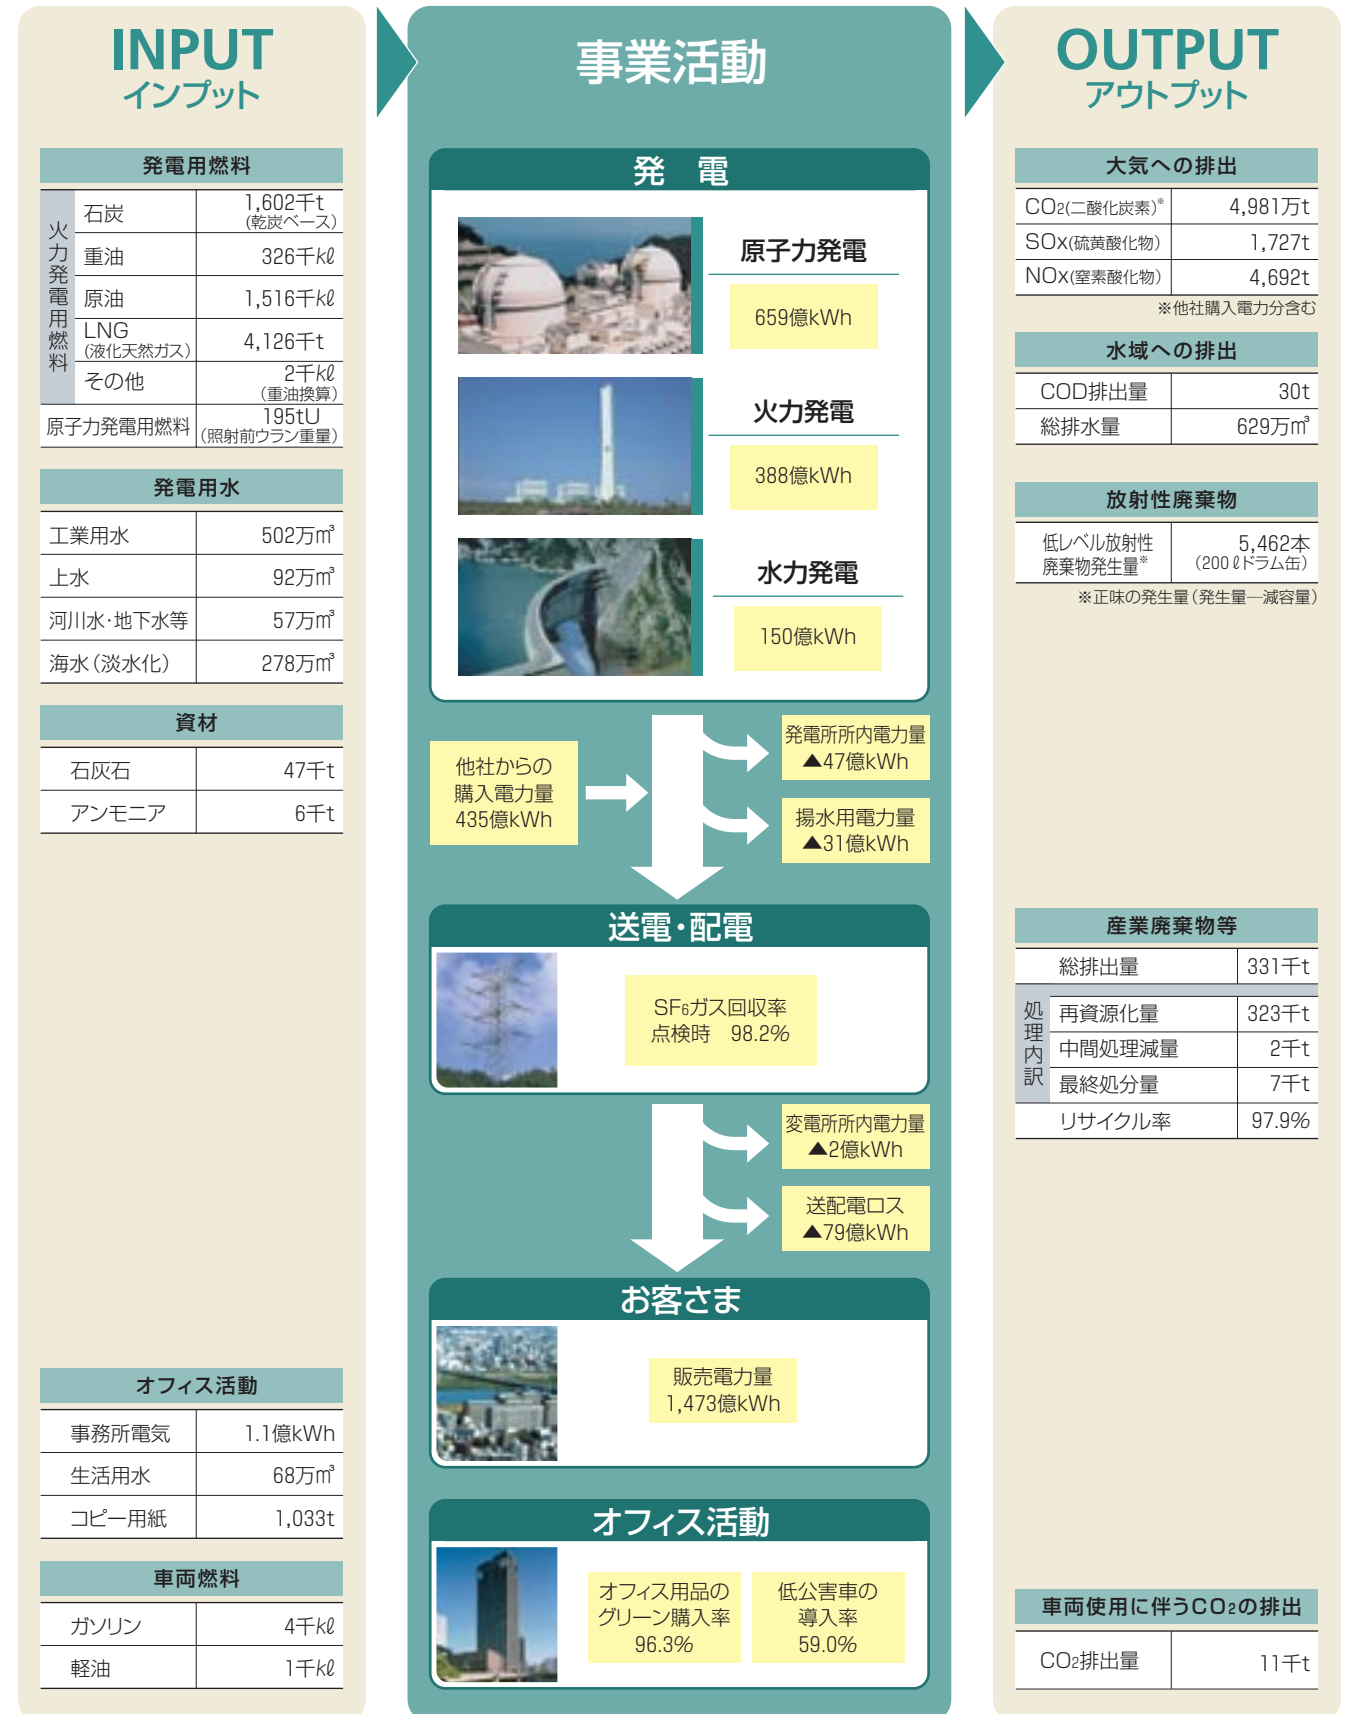 INPUT
インプット
発電用燃料
火力発電用燃料
石炭 1,602千t
(乾炭ベース)
重油 326千kℓ
原油 1,516千kℓ
LNG
(液化天然ガス) 4,126千t
その他 2千kℓ
(重油換算)
原子力発電用燃料 195tU
(照射前ウラン重量)
発電用水
工業用水 502万㎥
上水 92万㎥
河川水・地下水等 57万㎥
海水(淡水化) 278万㎥
資材
石灰石 47千t
アンモニア 6千t
オフィス活動
事務所電気 1.1億kWh
生活用水 68万㎥
コピー用紙 1,033t
車両燃料
ガソリン 4千kℓ
軽油 1千kℓ
事業活動
発 電
原子力発電
659億kWh
火力発電
388億kWh
水力発電
150億kWh
他社からの
購入電力量
435億kWh
発電所所内電力量
▲47億kWh
揚水用電力量
▲31億kWh
送電・配電
SF6ガス回収率
点検時 98.2%
変電所所内電力量
▲2億kWh
送配電ロス
▲79億kWh
お客さま
販売電力量
1,473億kWh
オフィス活動
オフィス用品の
グリーン購入率
96.3%
低公害車の
導入率
59.0%
OUTPUT
アウトプット
大気への排出
CO2(二酸化炭素)※ 4,981万t
SOx(硫黄酸化物) 1,727t
NOx(窒素酸化物) 4,692t
※他社購入電力分含む
水域への排出
COD排出量 30t
総排水量 629万㎥
放射性廃棄物
低レベル放射性 5,462本
廃棄物発生量※ (200ℓドラム缶)
※正味の発生量(発生量―減容量)
産業廃棄物等
総排出量 331千t
処理内訳
再資源化量 323千t
中間処理減量 2千t
最終処分量 7千t
リサイクル率 97.9%
車両使用に伴うCO2の排出
CO2排出量 11千t